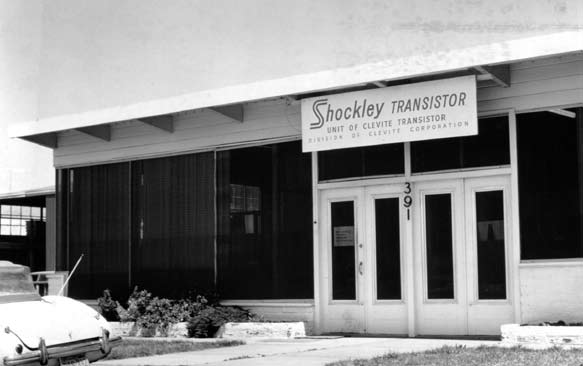 Shockley TRANSISTOR
UNIT OF CLEVITE TRANSISTOR
DIVISION OF CLEVITE CORPORATION
391